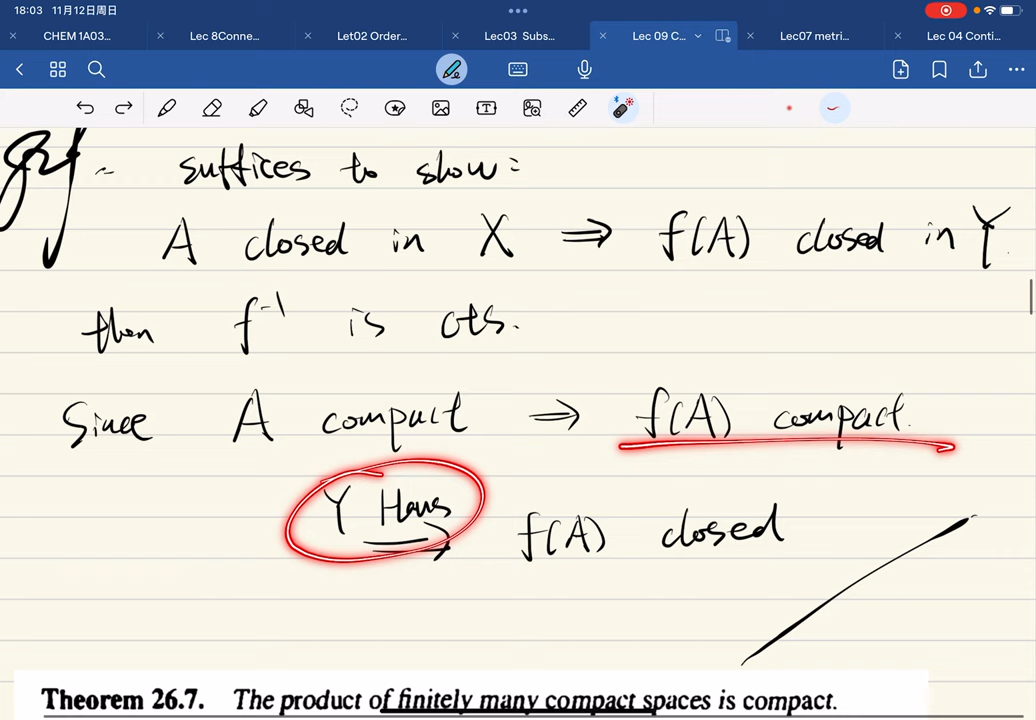 18:03 11月12日周日
CHEM 1A03... Lec 8Conne... Let02 Order... Lec03 Subs... Lec 09 C... Lec07 metri... Lec 04 Conti...
suffices to show:
A closed in X ⇒ f(A) closed in Y.
then f⁻¹ is cts.
Since A compact ⇒ f(A) compact.
Y Haus ⇒ f(A) closed
Theorem 26.7. The product of finitely many compact spaces is compact.